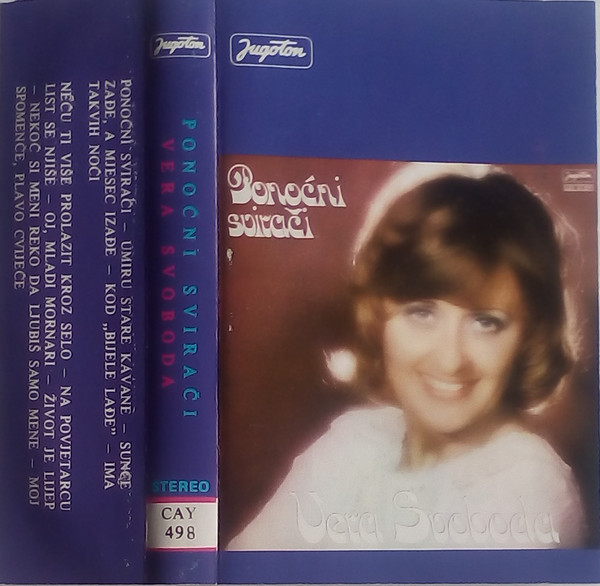 PONOĆNI SVIRAČI – UMIRU STARE KAVANE – SUNCE
ZAĐE, A MJESEC IZAĐE – KOD „BIJELE LAĐE" – IMA
TAKVIH NOĆI
NEĆU TI VIŠE PROLAZIT KROZ SELO – NA POVJETARCU
LIST SE NJIŠE – OJ, MLADI MORNARI – ŽIVOT JE LIJEP
– NEKOĆ SI MENI REKO DA LJUBIŠ SAMO MENE – MOJ
SPOMENČE, PLAVO CVIJEĆE
Jugoton
PONOĆNI SVIRAČI
VERA SVOBODA
STEREO
CAY
498
Jugoton
Jugoton
Ponoćni
svirači
Vera Svoboda